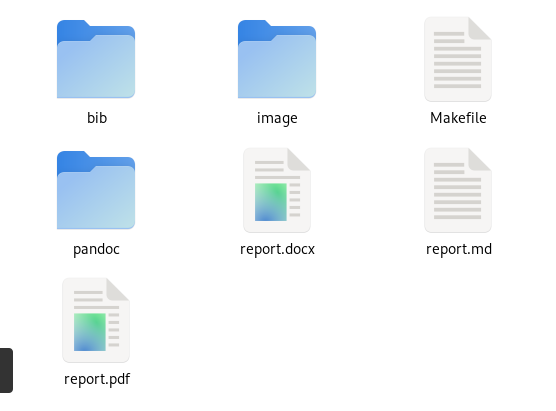 bib
image
Makefile
pandoc
report.docx
report.md
report.pdf